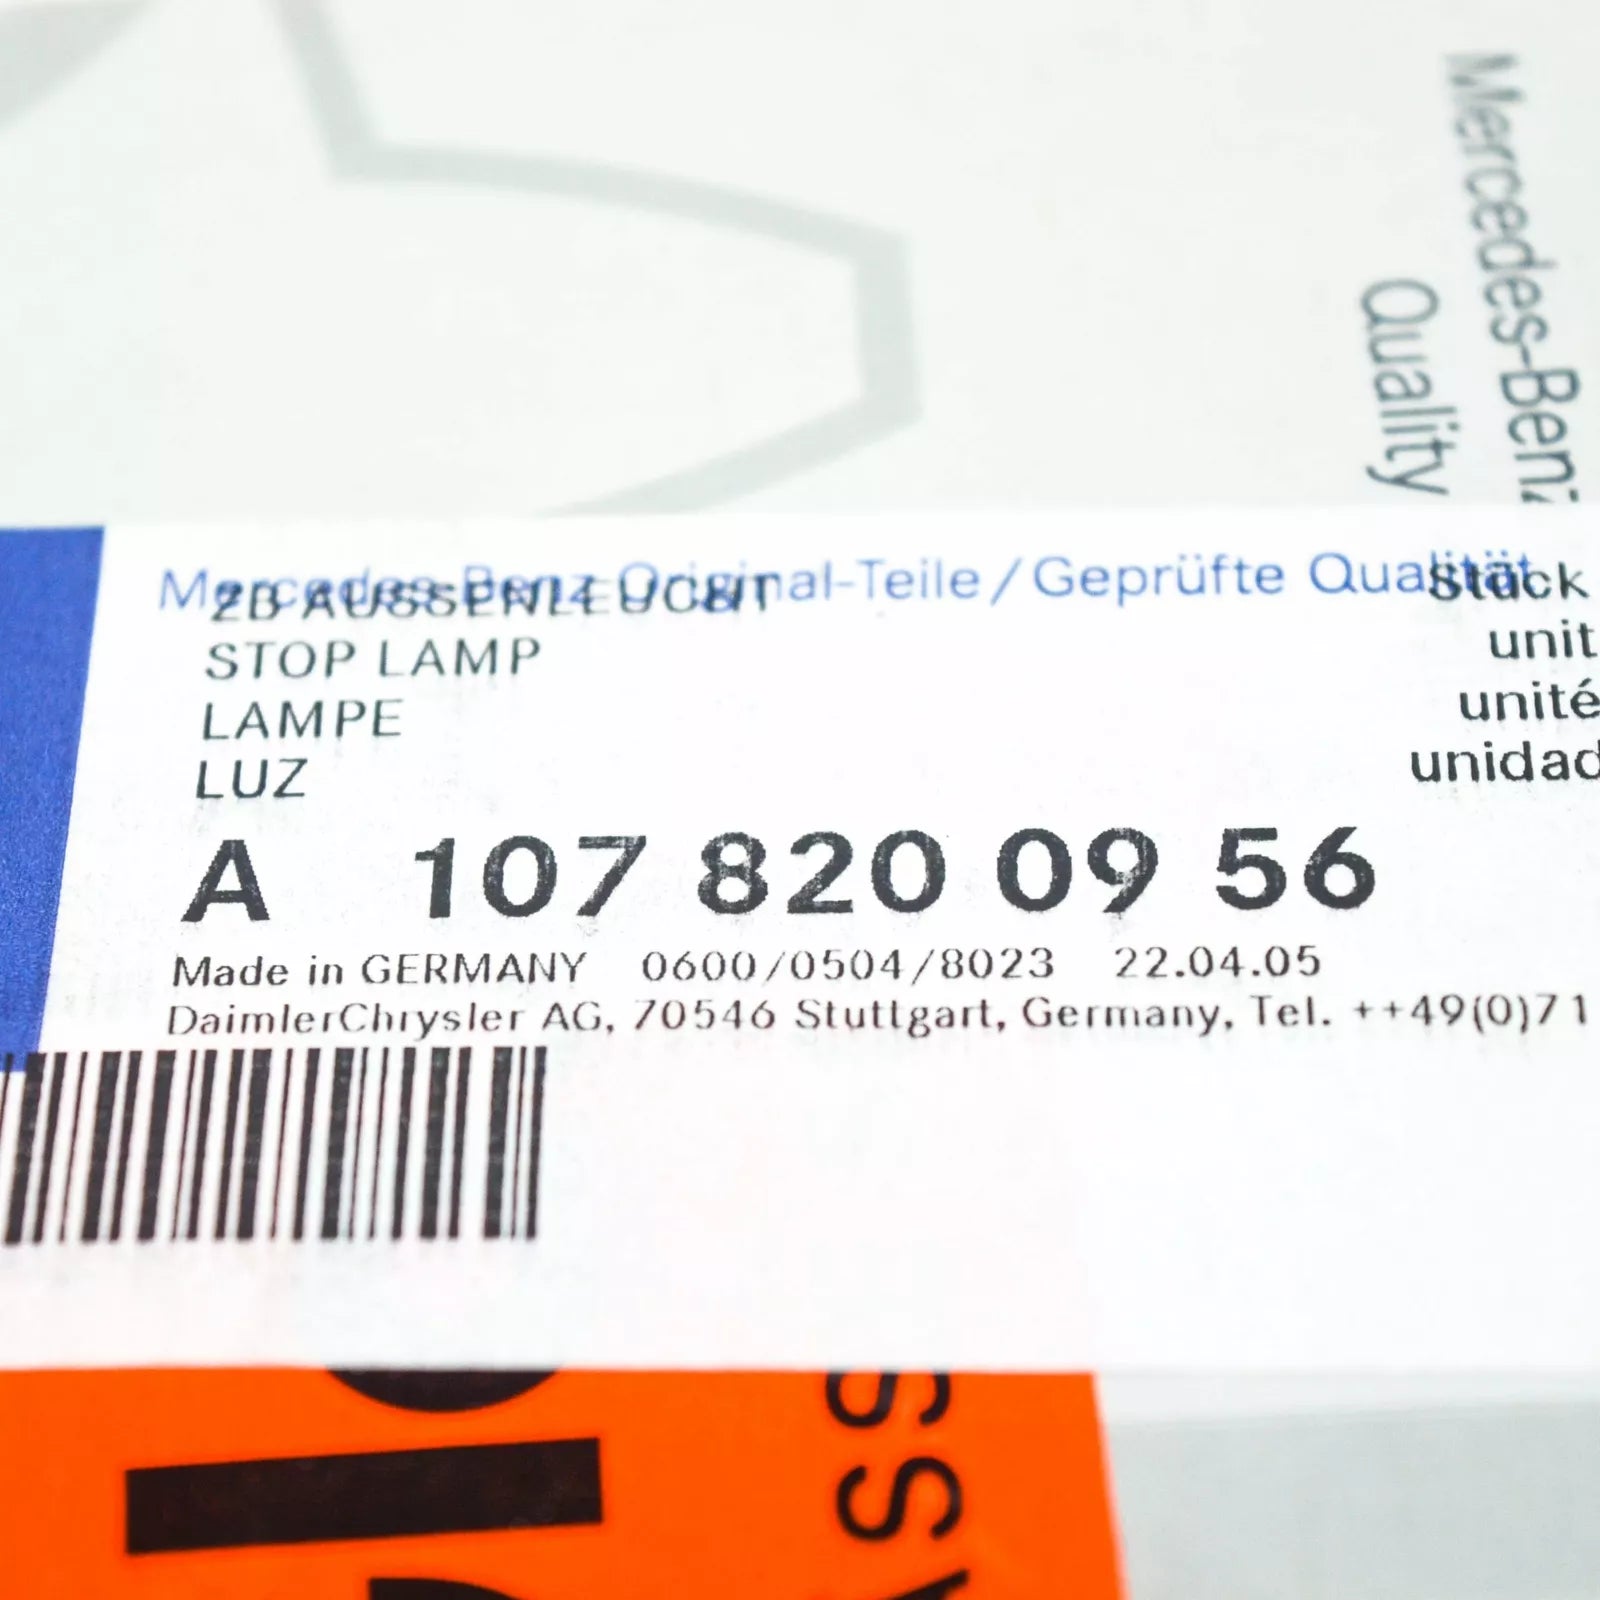 Mercedes-Benz
Quality
Mercedes-Benz Original-Teile/Geprüfte Qualität
ZB AUSSENLEUCHT
Stück
STOP LAMP
unit
LAMPE
unité
LUZ
unidad
A 107 820 09 56
Made in GERMANY 0600/0504/8023 22.04.05
DaimlerChrysler AG, 70546 Stuttgart, Germany, Tel. ++49(0)71